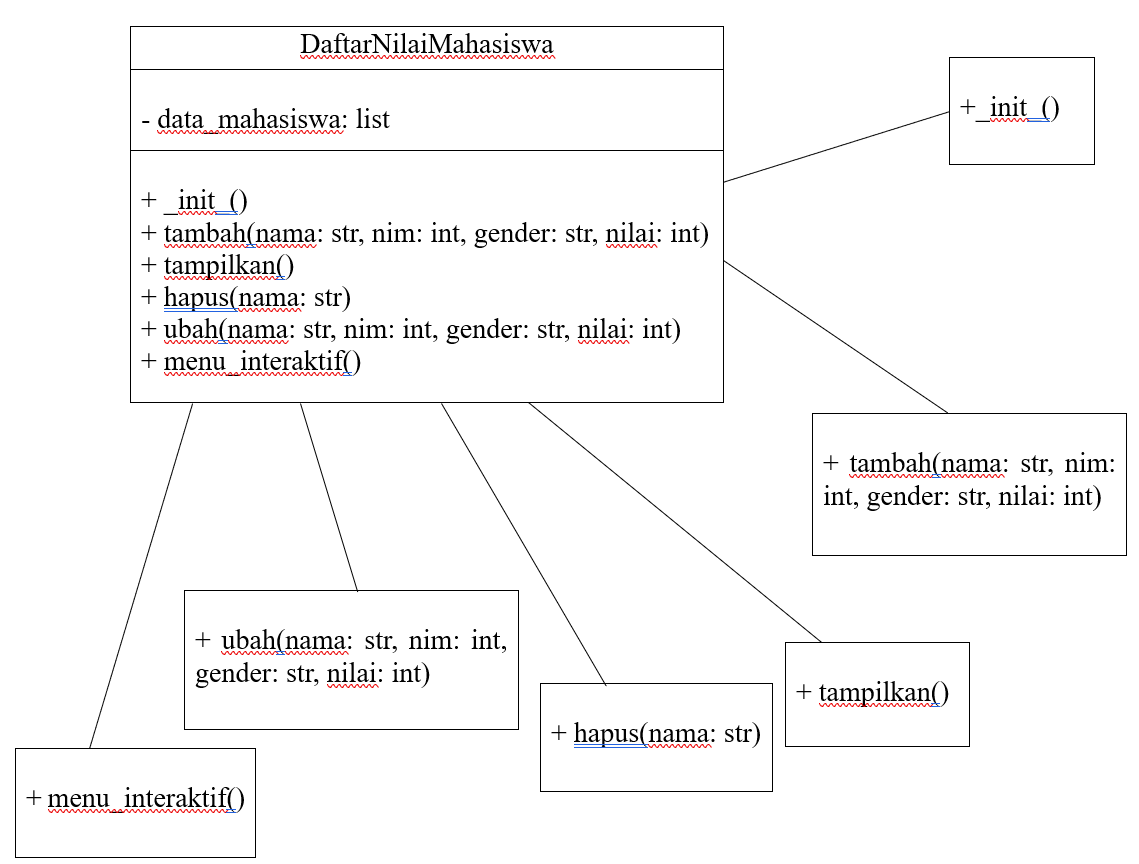 DaftarNilaiMahasiswa
- data_mahasiswa: list
+ _init_()
+ tambah(nama: str, nim: int, gender: str, nilai: int)
+ tampilkan()
+ hapus(nama: str)
+ ubah(nama: str, nim: int, gender: str, nilai: int)
+ menu_interaktif()
+_init_()
+ tambah(nama: str, nim:
int, gender: str, nilai: int)
+ ubah(nama: str, nim: int,
gender: str, nilai: int)
+ tampilkan()
+ hapus(nama: str)
+ menu_interaktif()